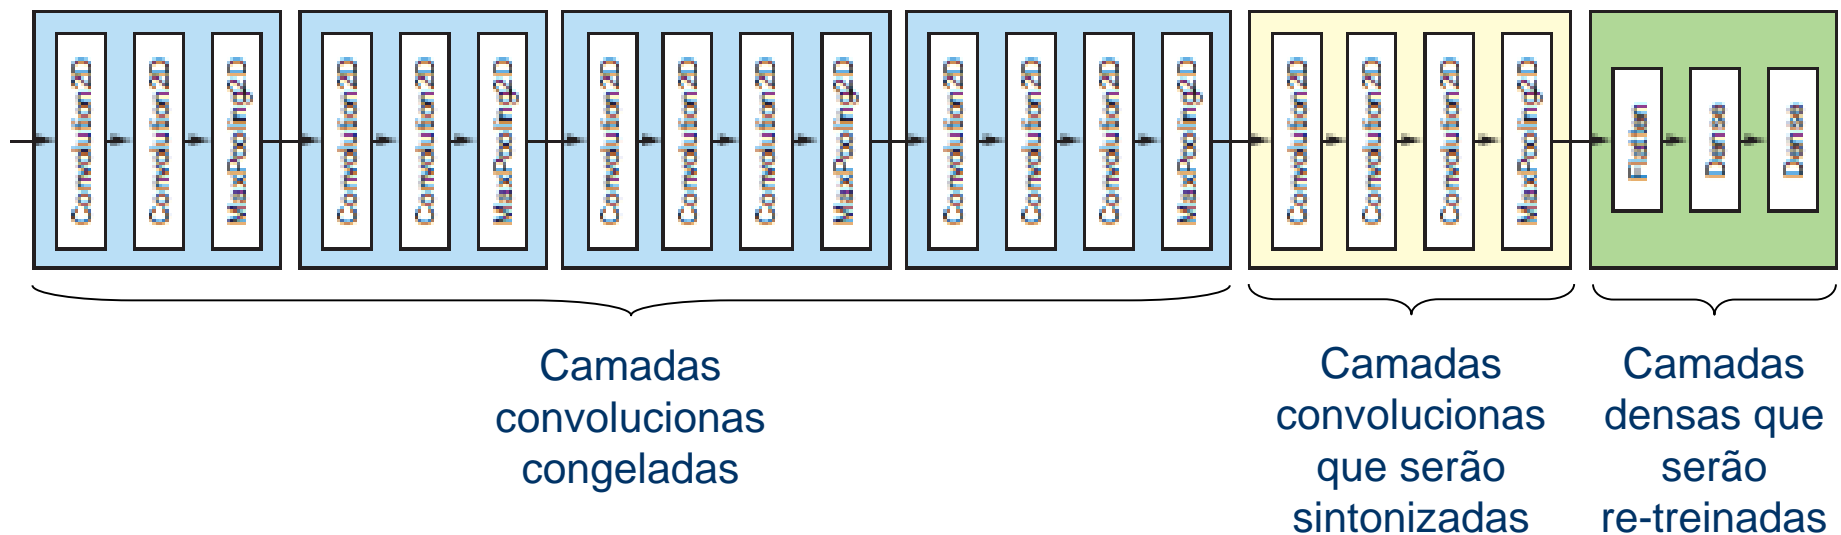 Convolution2D
Convolution2D
MaxPooling2D
Convolution2D
Convolution2D
MaxPooling2D
Convolution2D
Convolution2D
Convolution2D
MaxPooling2D
Convolution2D
Convolution2D
Convolution2D
MaxPooling2D
Convolution2D
Convolution2D
Convolution2D
MaxPooling2D
Flatten
Dense
Dense
Camadas
convolucionas
congeladas
Camadas
convolucionas
que serão
sintonizadas
Camadas
densas que
serão
re-treinadas